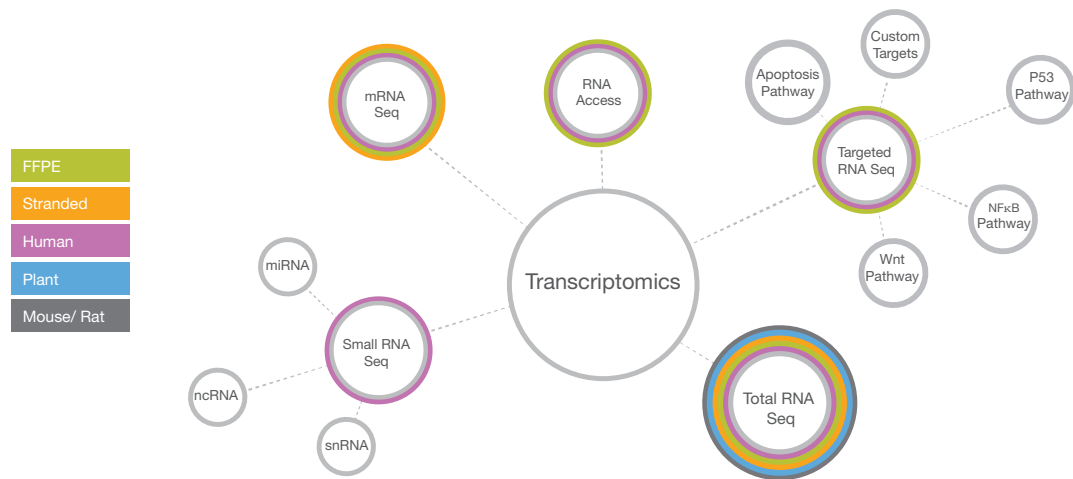 FFPE
Stranded
Human
Plant
Mouse/ Rat
mRNA
Seq
RNA
Access
Apoptosis
Pathway
Custom
Targets
P53
Pathway
Targeted
RNA Seq
NFκB
Pathway
Wnt
Pathway
Transcriptomics
miRNA
Small RNA
Seq
ncRNA
snRNA
Total RNA
Seq